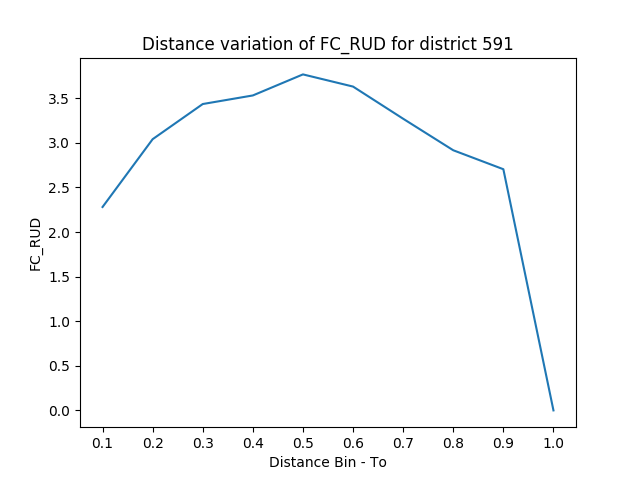 Distance variation of FC_RUD for district 591
3.5
3.0
2.5
2.0
1.5
1.0
0.5
0.0
FC_RUD
0.1 0.2 0.3 0.4 0.5 0.6 0.7 0.8 0.9 1.0
Distance Bin - To